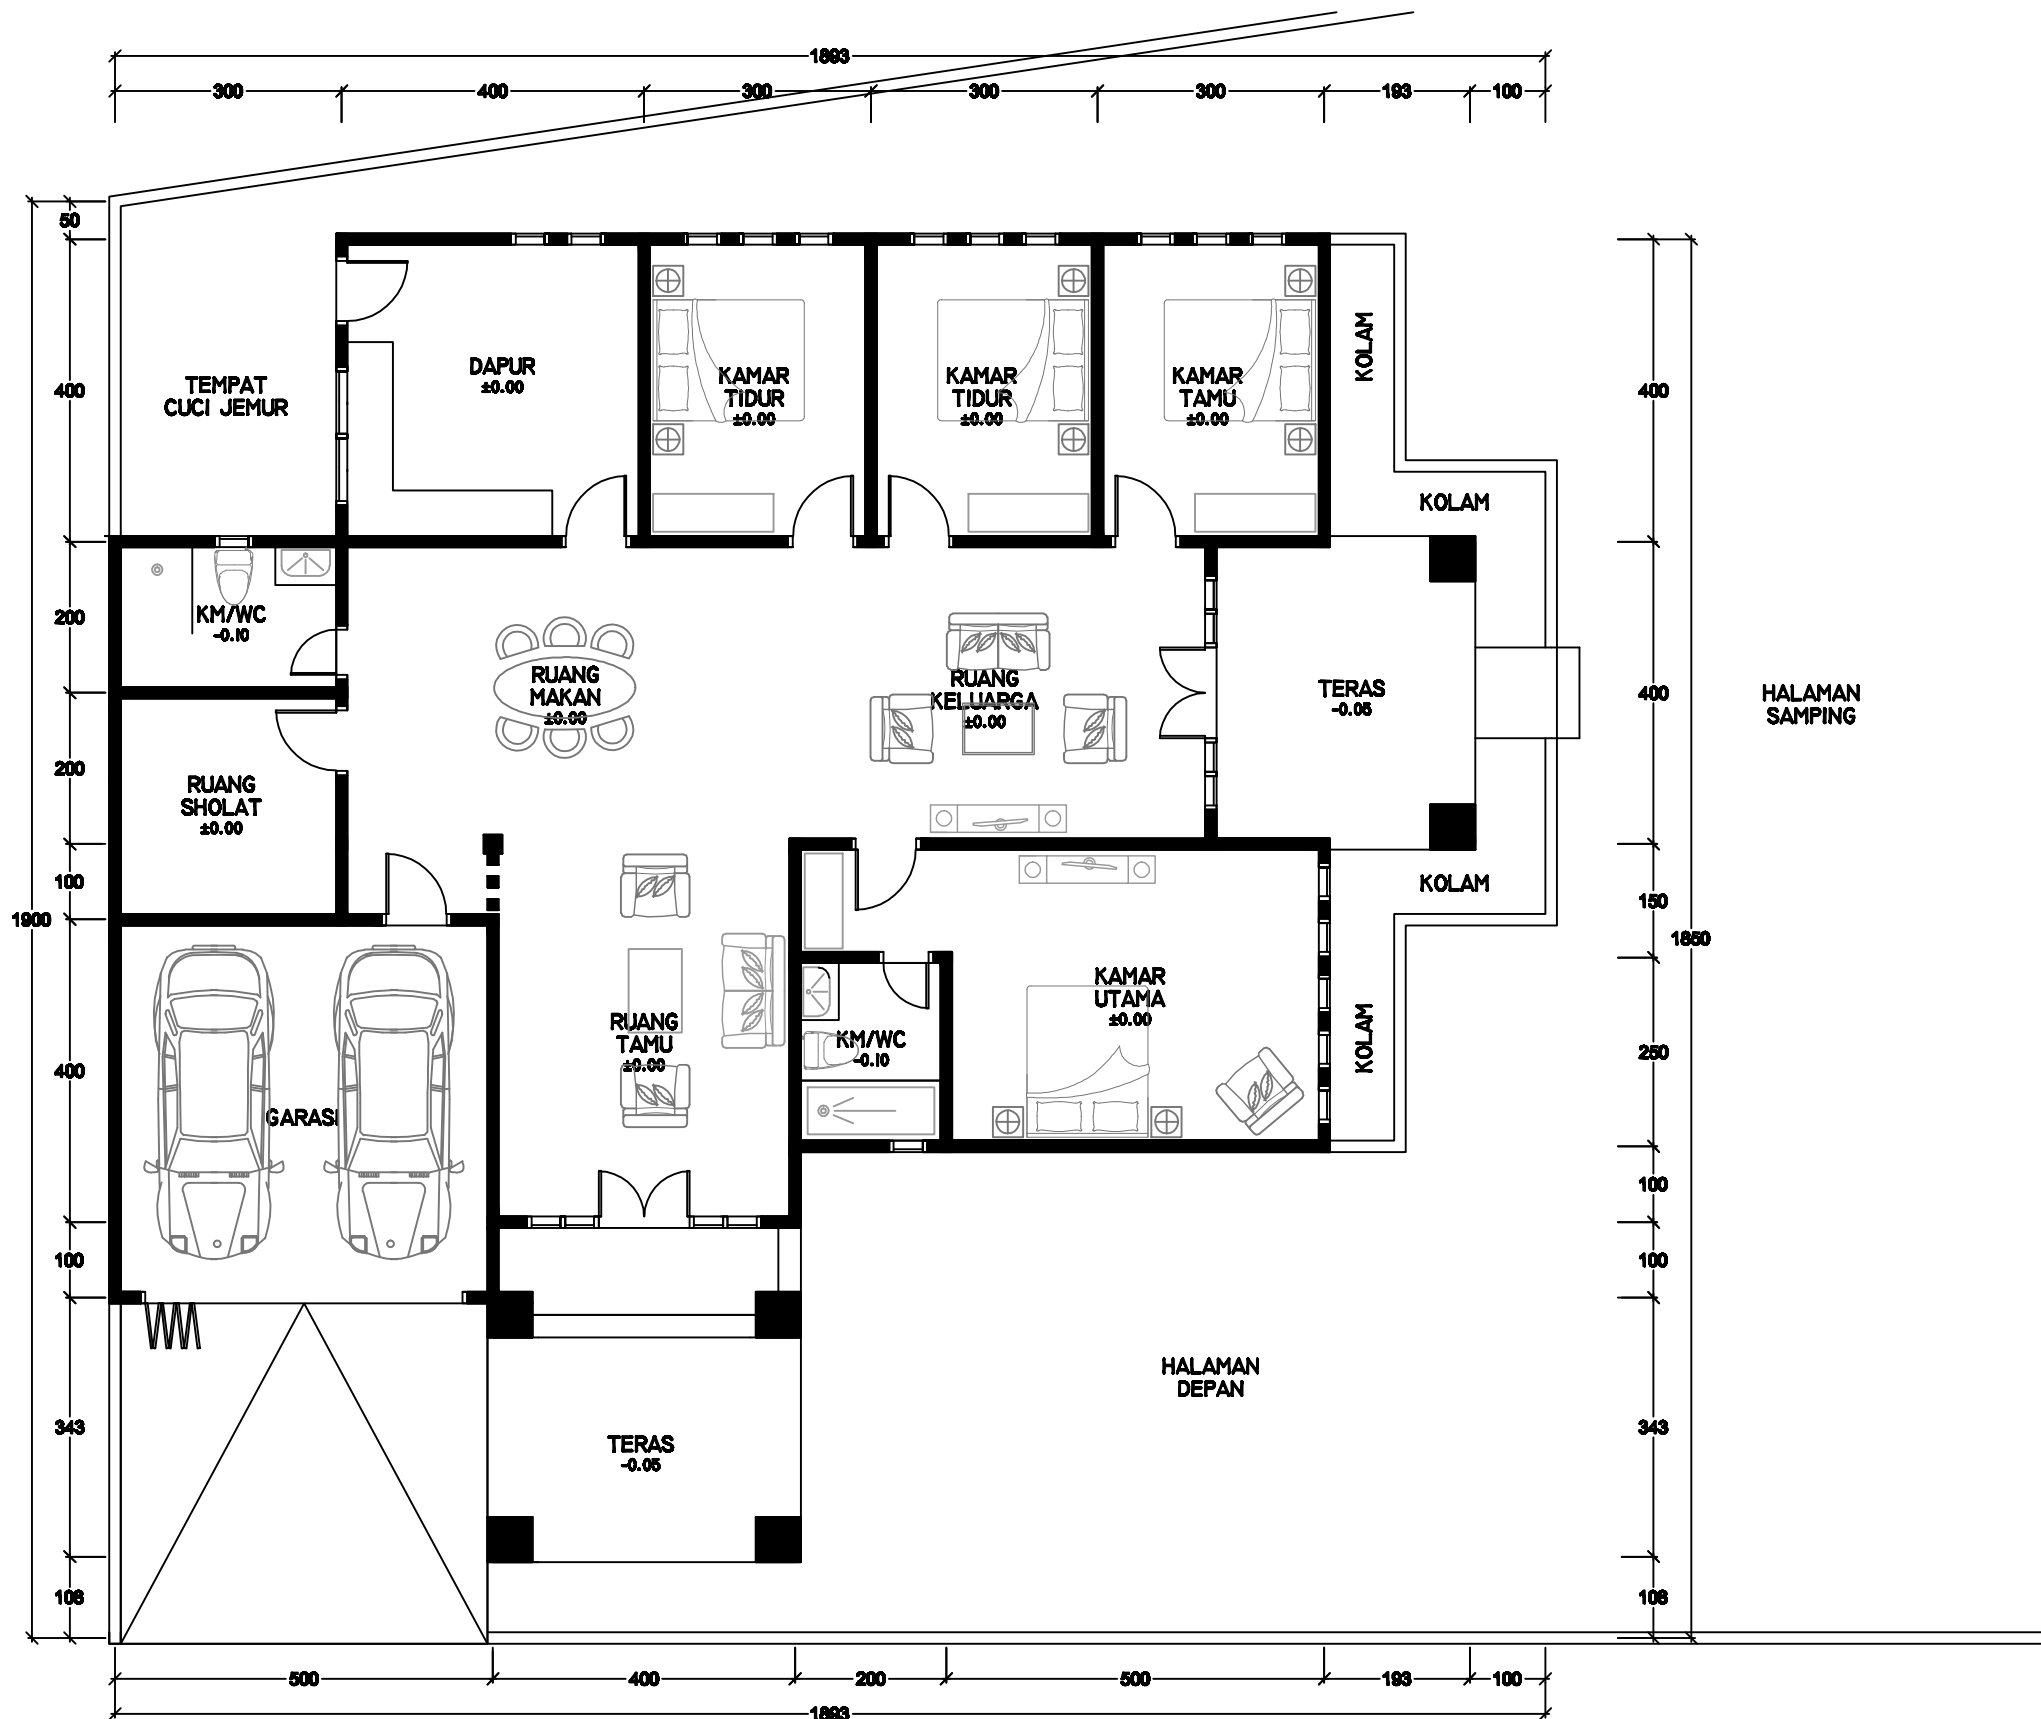 1893
300
400
300
300
300
193
100
50
400
200
200
100
400
100
343
108
1900
TEMPAT
CUCI JEMUR
DAPUR
±0.00
KAMAR
TIDUR
±0.00
KAMAR
TIDUR
±0.00
KAMAR
TAMU
±0.00
KOLAM
KOLAM
KM/WC
-0.10
RUANG
MAKAN
±0.00
RUANG
KELUARGA
±0.00
TERAS
-0.05
HALAMAN
SAMPING
RUANG
SHOLAT
±0.00
KOLAM
KOLAM
KAMAR
UTAMA
±0.00
RUANG
TAMU
±0.00
KM/WC
-0.10
GARASI
HALAMAN
DEPAN
TERAS
-0.05
400
400
150
250
100
100
343
108
1850
500
400
200
500
193
100
1893